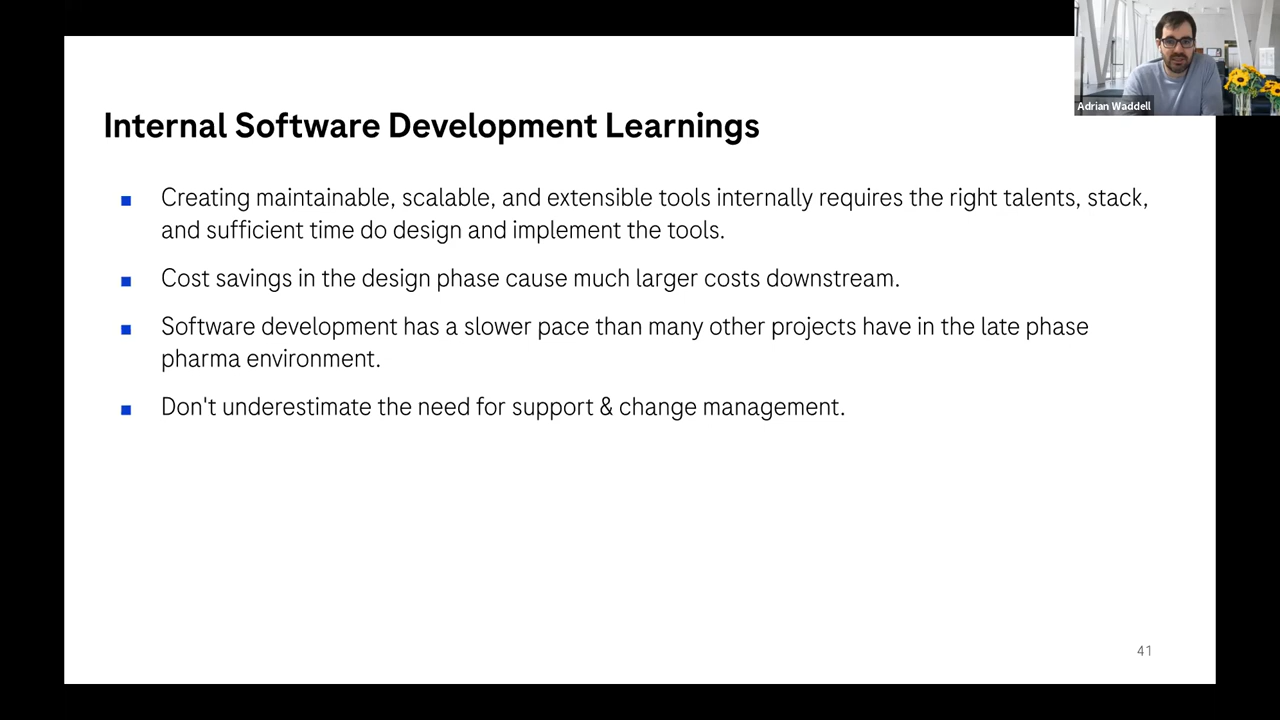 Adrian Waddell
Internal Software Development Learnings
Creating maintainable, scalable, and extensible tools internally requires the right talents, stack,
and sufficient time do design and implement the tools.
Cost savings in the design phase cause much larger costs downstream.
Software development has a slower pace than many other projects have in the late phase
pharma environment.
Don't underestimate the need for support & change management.
41